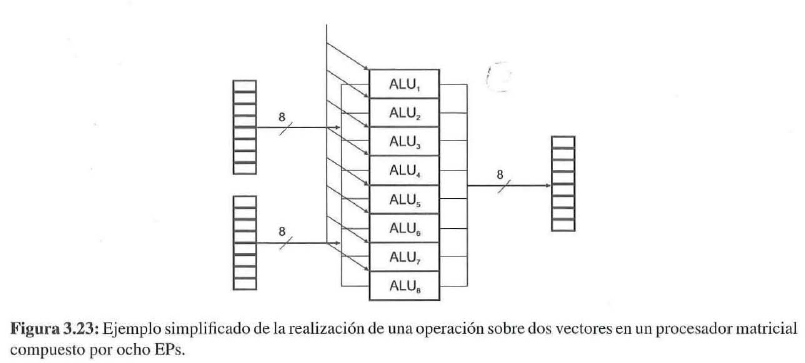 ALU₁
8
ALU₂
ALU₃
ALU₄
8
ALU₅
8
ALU₆
ALU₇
ALU₈
Figura 3.23: Ejemplo simplificado de la realización de una operación sobre dos vectores en un procesador matricial
compuesto por ocho EPs.